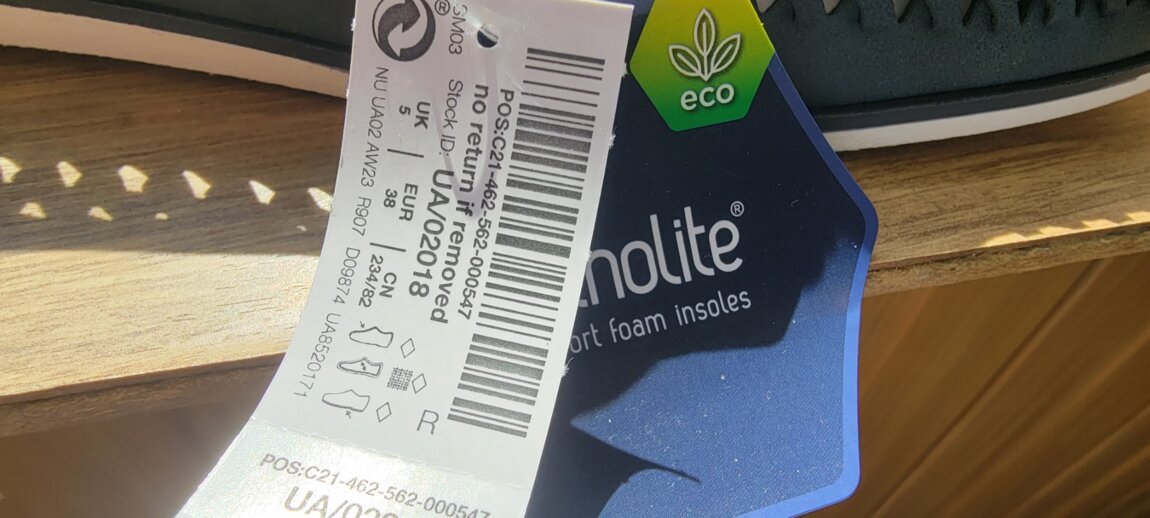 POS:C21-462-562-000547
no return if removed
Stock ID: UA/02018
SM03
UK | EUR | CN
5 | 38 | 234/82
NU UA02 AW23 R907 D09874 UA8520171
R
POS:C21-462-562-000547
eco
nolite®
ort foam insoles